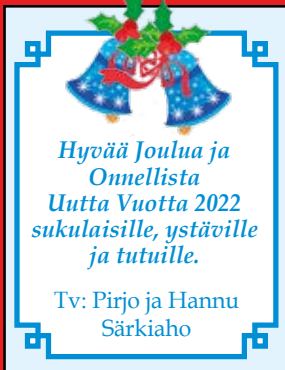 Hyvää Joulua ja
Onnellista
Uutta Vuotta 2022
sukulaisille, ystäville
ja tutuille.
Tv: Pirjo ja Hannu
Särkiaho